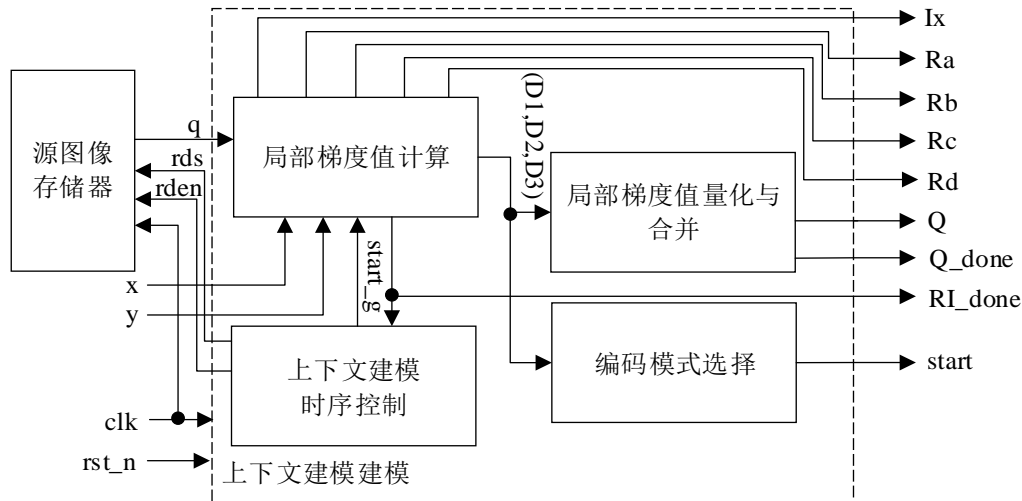 Ix
Ra
Rb
Rc
Rd
Q
Q_done
RI_done
start
源图像
存储器
q
rds
rden
局部梯度值计算
(D1,D2,D3)
局部梯度值量化与
合并
x
y
start_g
上下文建模
时序控制
编码模式选择
clk
rst_n
上下文建模建模